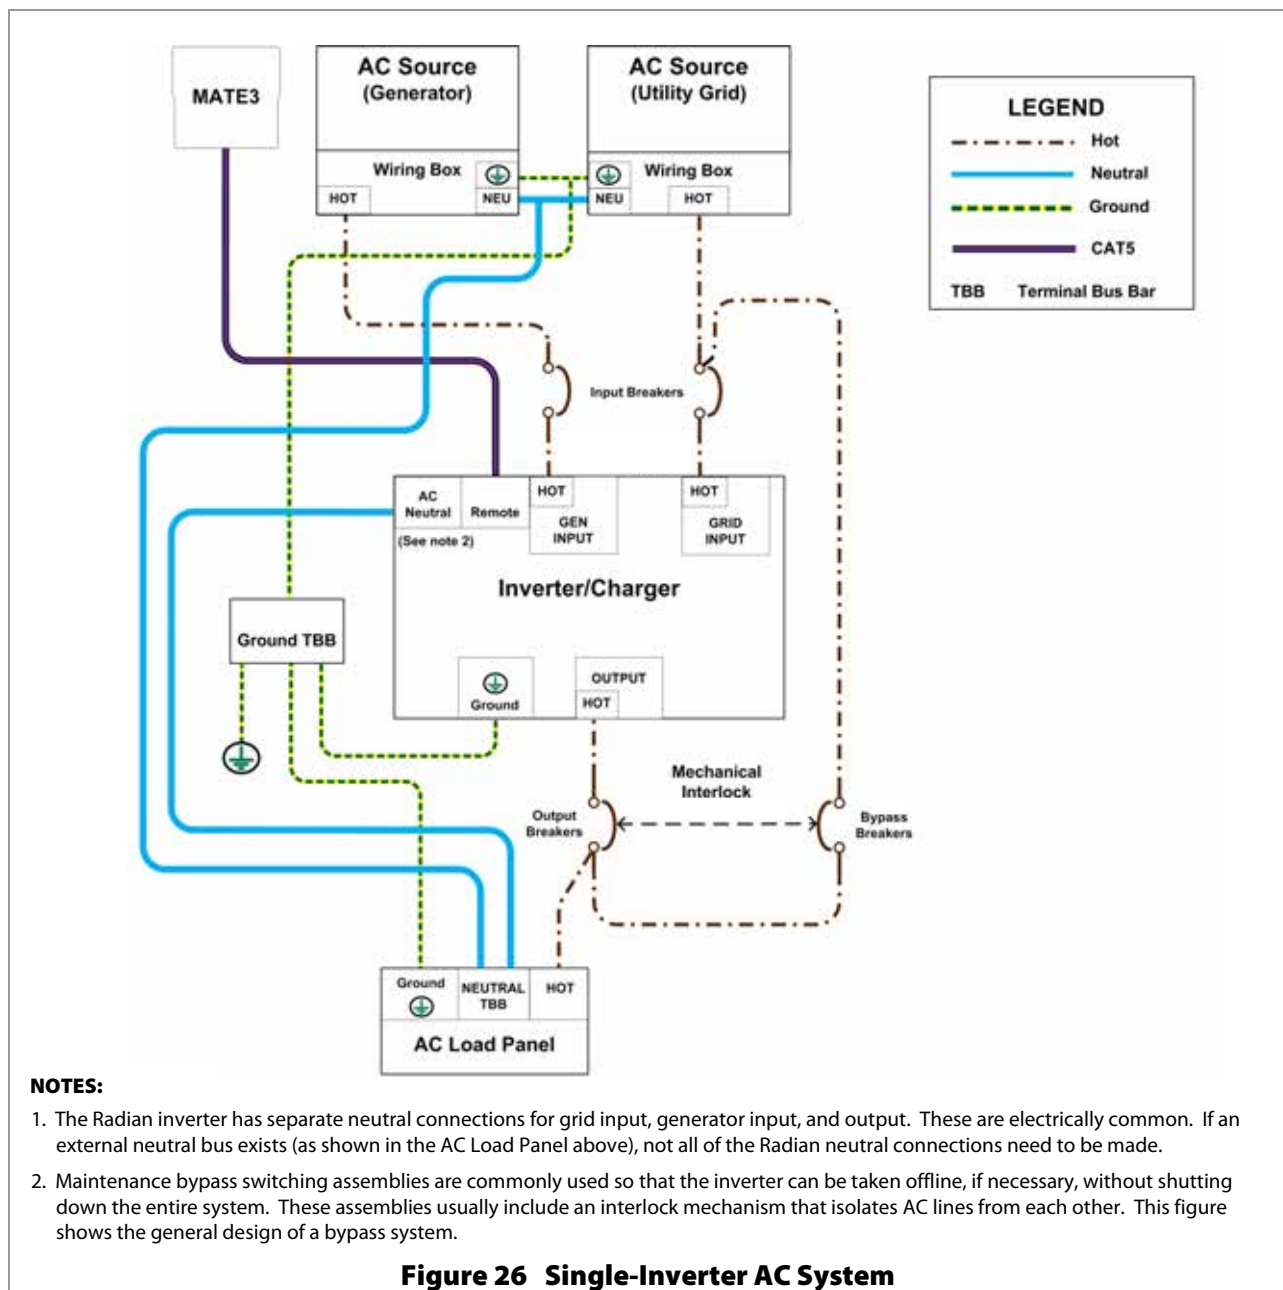 MATE3
AC Source
(Generator)
Wiring Box
HOT
NEU
AC Source
(Utility Grid)
Wiring Box
NEU
HOT
LEGEND
Hot
Neutral
Ground
CAT5
TBB Terminal Bus Bar
Input Breakers
AC
Neutral
(See note 2)
Remote
HOT
GEN
INPUT
HOT
GRID
INPUT
Inverter/Charger
Ground TBB
Ground
OUTPUT
HOT
Mechanical
Interlock
Output
Breakers
Bypass
Breakers
Ground
NEUTRAL
TBB
HOT
AC Load Panel
NOTES:
1. The Radian inverter has separate neutral connections for grid input, generator input, and output. These are electrically common. If an
external neutral bus exists (as shown in the AC Load Panel above), not all of the Radian neutral connections need to be made.
2. Maintenance bypass switching assemblies are commonly used so that the inverter can be taken offline, if necessary, without shutting
down the entire system. These assemblies usually include an interlock mechanism that isolates AC lines from each other. This figure
shows the general design of a bypass system.
Figure 26 Single-Inverter AC System